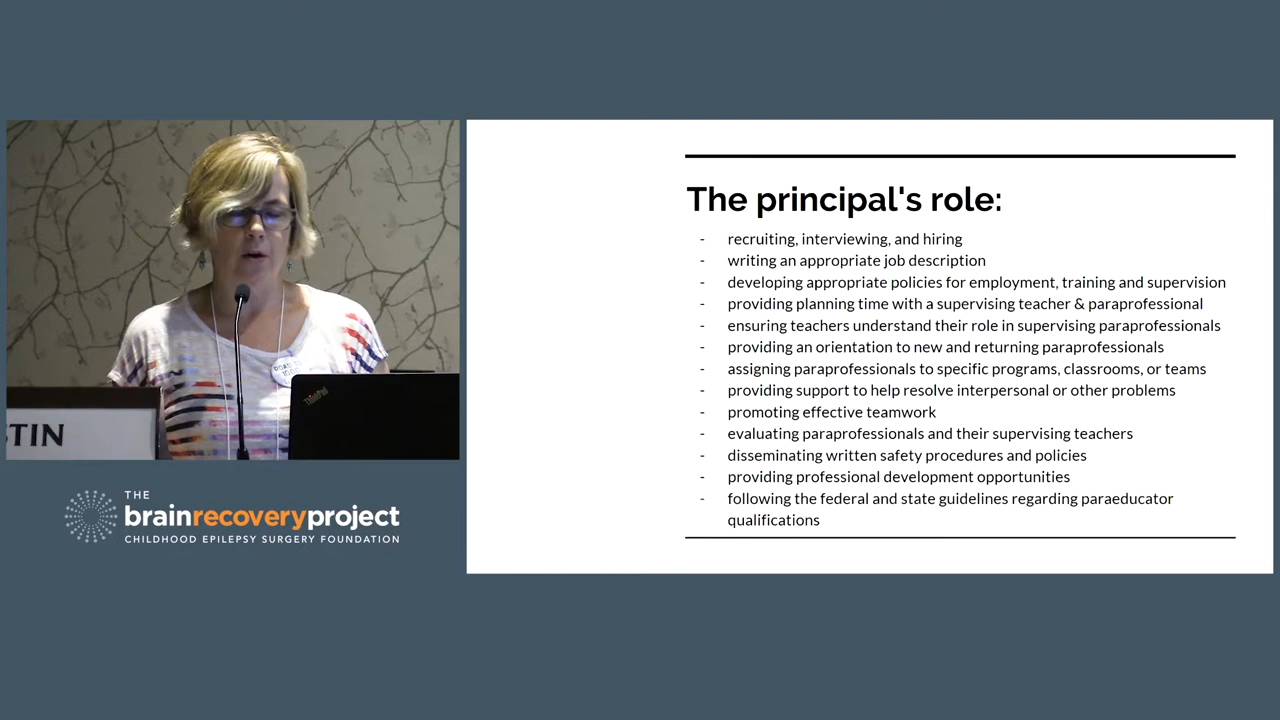 The principal's role:
- recruiting, interviewing, and hiring
- writing an appropriate job description
- developing appropriate policies for employment, training and supervision
- providing planning time with a supervising teacher & paraprofessional
- ensuring teachers understand their role in supervising paraprofessionals
- providing an orientation to new and returning paraprofessionals
- assigning paraprofessionals to specific programs, classrooms, or teams
- providing support to help resolve interpersonal or other problems
- promoting effective teamwork
- evaluating paraprofessionals and their supervising teachers
- disseminating written safety procedures and policies
- providing professional development opportunities
- following the federal and state guidelines regarding paraeducator
qualifications
ThinkPad
TIN
THE
brainrecoveryproject
CHILDHOOD EPILEPSY SURGERY FOUNDATION